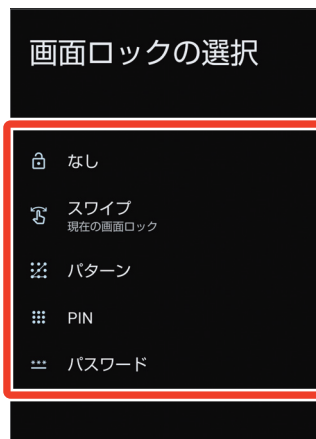 画面ロックの選択
なし
スワイプ
現在の画面ロック
パターン
PIN
パスワード